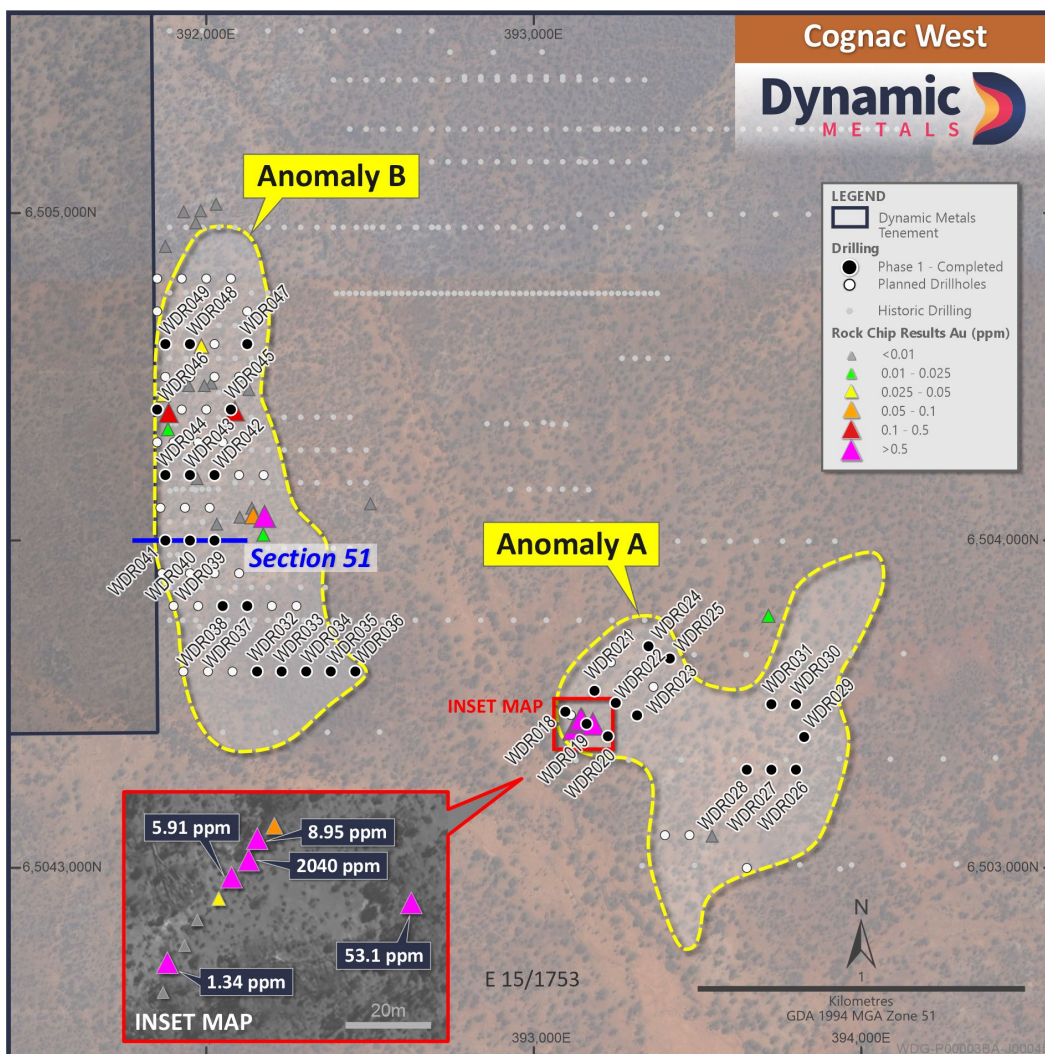 392,000E
393,000E
Cognac West
Dynamic
METALS
6,505,000N
6,505,000N
Anomaly B
LEGEND
Dynamic Metals
Tenement
Drilling
Phase 1 - Completed
Planned Drillholes
Historic Drilling
Rock Chip Results Au (ppm)
<0.01
0.01 - 0.025
0.025 - 0.05
0.05 - 0.1
0.1 - 0.5
>0.5
WDR049
WDR048
WDR047
WDR046
WDR045
WDR044
WDR043
WDR042
Section 51
WDR041
WDR040
WDR039
6,504,000N
Anomaly A
WDR038
WDR037
WDR032
WDR033
WDR034
WDR035
WDR036
WDR021
WDR024
WDR025
WDR022
WDR023
WDR031
WDR030
WDR029
INSET MAP
WDR018
WDR019
WDR020
WDR028
WDR027
WDR026
6,5043,000N
6,503,000N
5.91 ppm
8.95 ppm
2040 ppm
53.1 ppm
1.34 ppm
20m
INSET MAP
E 15/1753
N
1
Kilometres
GDA 1994 MGA Zone 51
393,000E
394,000E